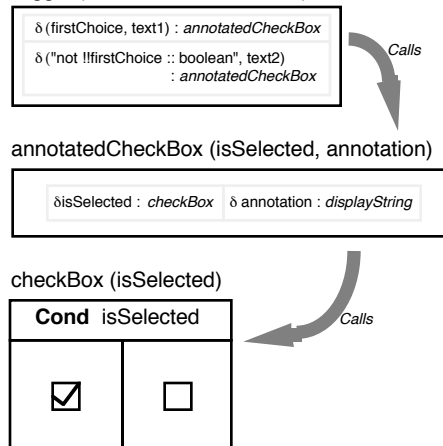 δ (firstChoice, text1) : annotatedCheckBox
δ ("not !!firstChoice :: boolean", text2)
: annotatedCheckBox
Calls
annotatedCheckBox (isSelected, annotation)
δisSelected : checkBox δ annotation : displayString
checkBox (isSelected)
Calls
Cond isSelected